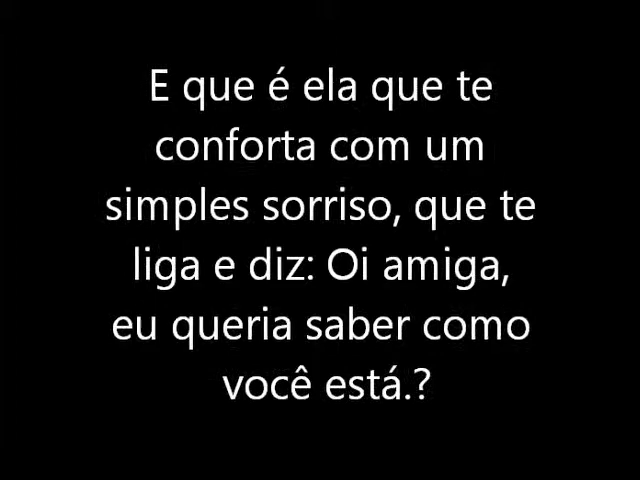 E que é ela que te
conforta com um
simples sorriso, que te
liga e diz: Oi amiga,
eu queria saber como
você está.?